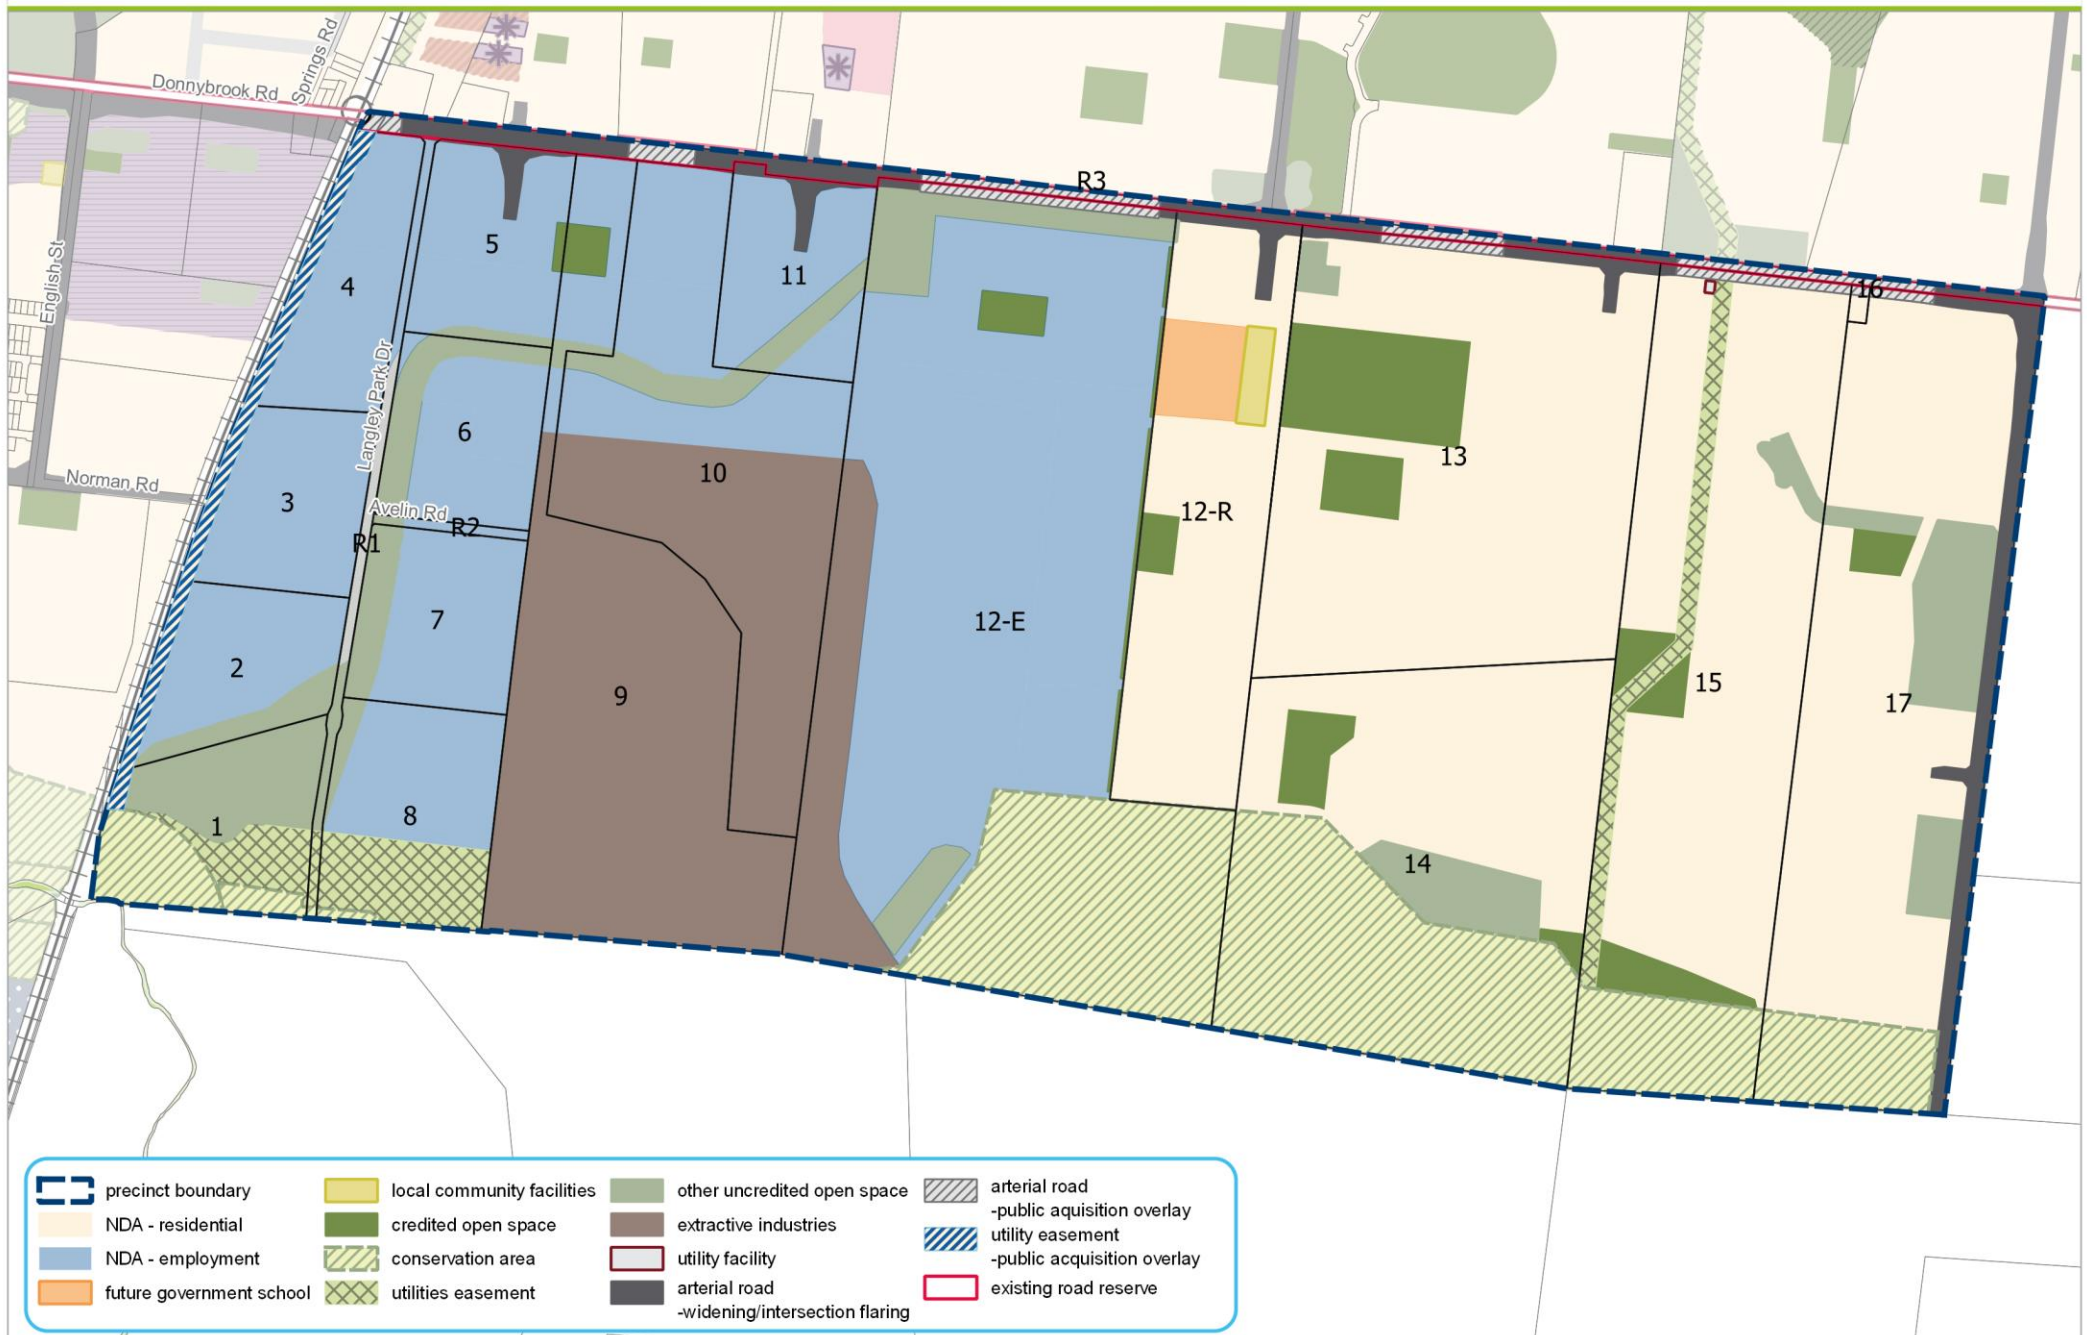 Springs Rd
Donnybrook Rd
R3
5
11
4
16
English St
Langley Park Dr
6
13
10
Norman Rd
3
Avelin Rd
R2
12-R
R1
12-E
7
2
9
15
17
8
1
14
precinct boundary
NDA - residential
NDA - employment
future government school
local community facilities
credited open space
conservation area
utilities easement
other uncredited open space
extractive industries
utility facility
arterial road
-widening/intersection flaring
arterial road
-public aquisition overlay
utility easement
-public acquisition overlay
existing road reserve